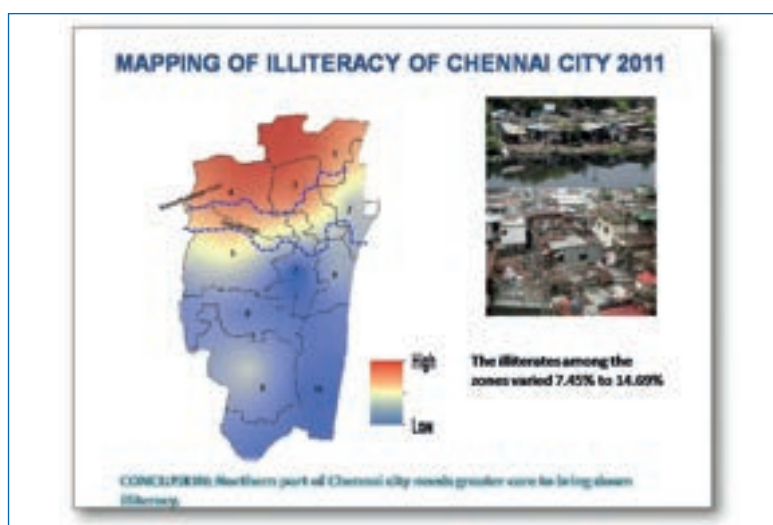 MAPPING OF ILLITERACY OF CHENNAI CITY 2011
High
Low
The illiterates among the
zones varied 7.45% to 14.69%
CONCLUSION: Northern part of Chennai city needs greater care to bring down
illiteracy.